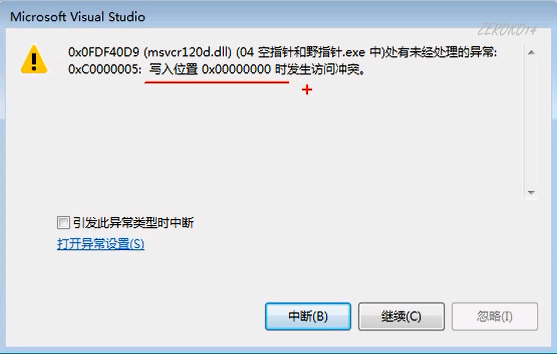 Microsoft Visual Studio
ZERO1014
0x0FDF40D9 (msvcr120d.dll) (04 空指针和野指针.exe 中)处有未经处理的异常:
0xC0000005: 写入位置 0x00000000 时发生访问冲突。
引发此异常类型时中断
打开异常设置(S)
中断(B)
继续(C)
忽略(I)